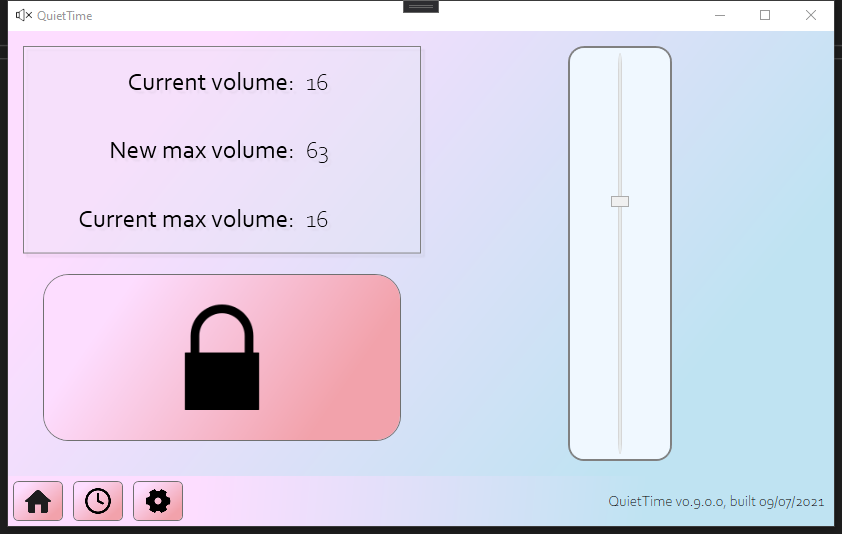 QuietTime
Current volume: 16
New max volume: 63
Current max volume: 16
QuietTime v0.9.0.0, built 09/07/2021